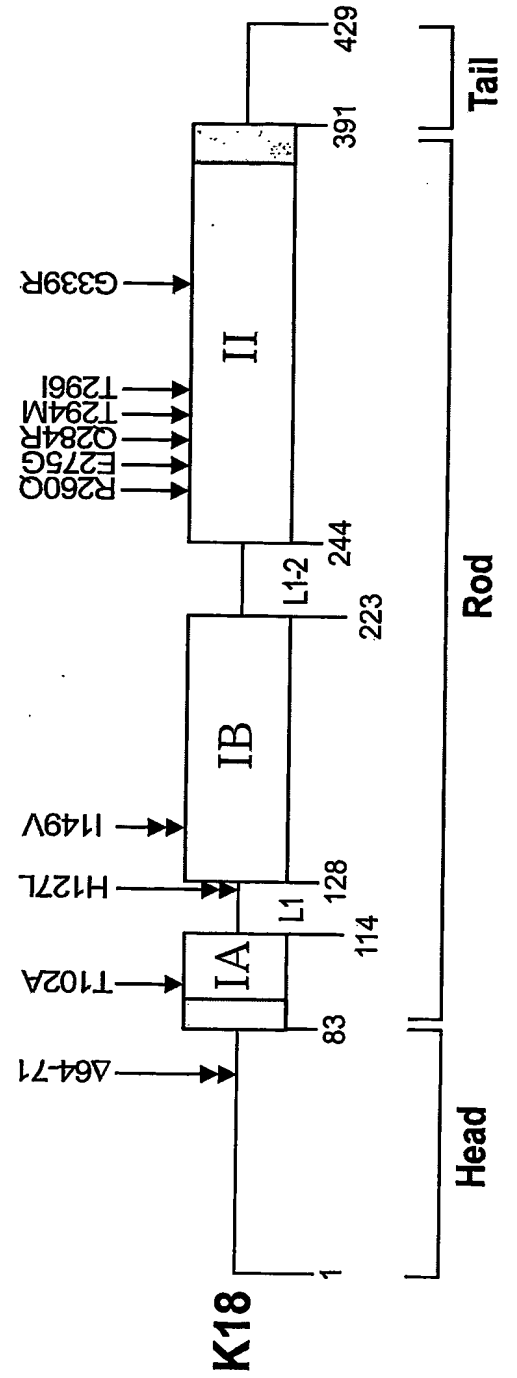 Δ64-71
T102A
H127L
I149V
R260Q
E275G
Q284R
T294M
T296I
G339R
K18
IA
IB
II
L1
L1-2
1
83
114
128
223
244
391
429
Head
Rod
Tail